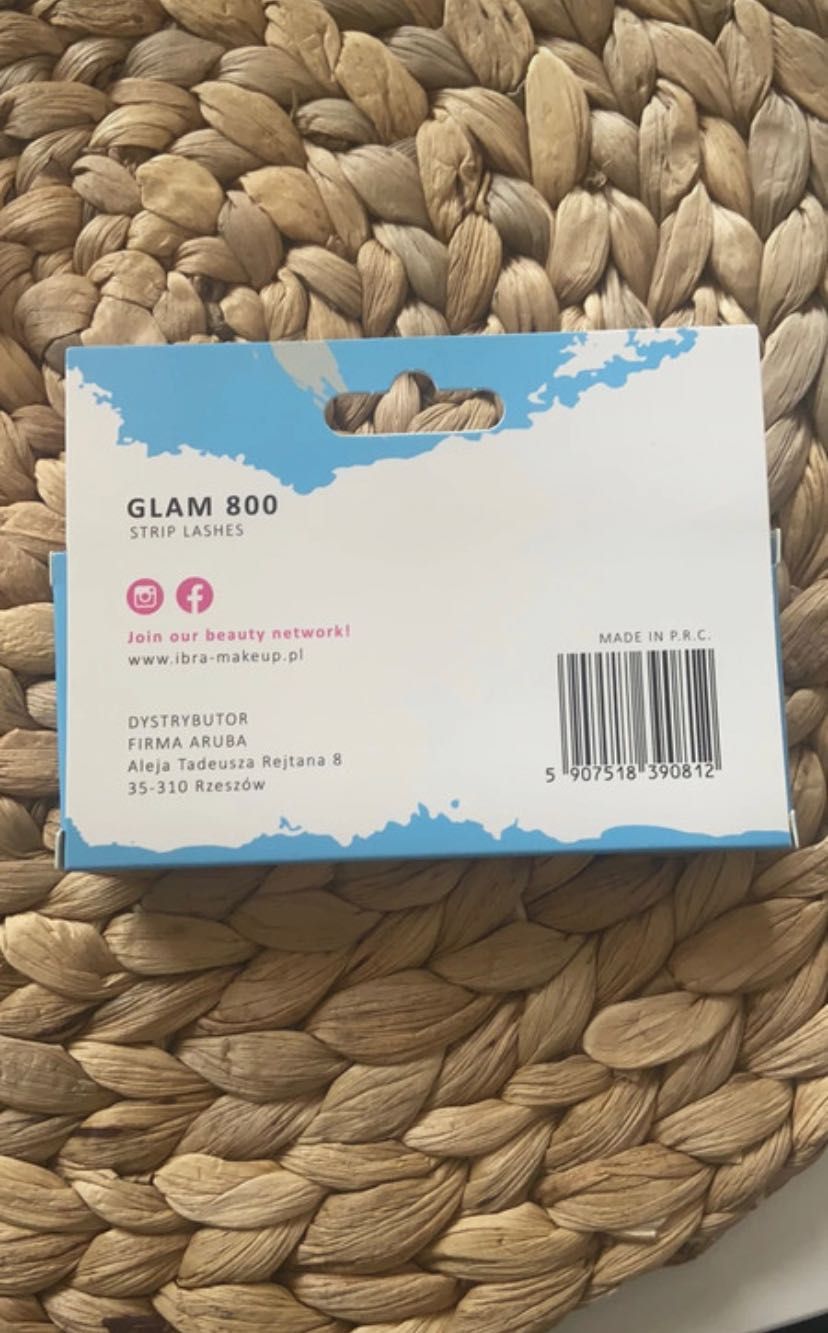 GLAM 800
STRIP LASHES
Join our beauty network!
www.ibra-makeup.pl
DYSTRYBUTOR
FIRMA ARUBA
Aleja Tadeusza Rejtana 8
35-310 Rzeszów
MADE IN P.R.C.
5 907518 390812